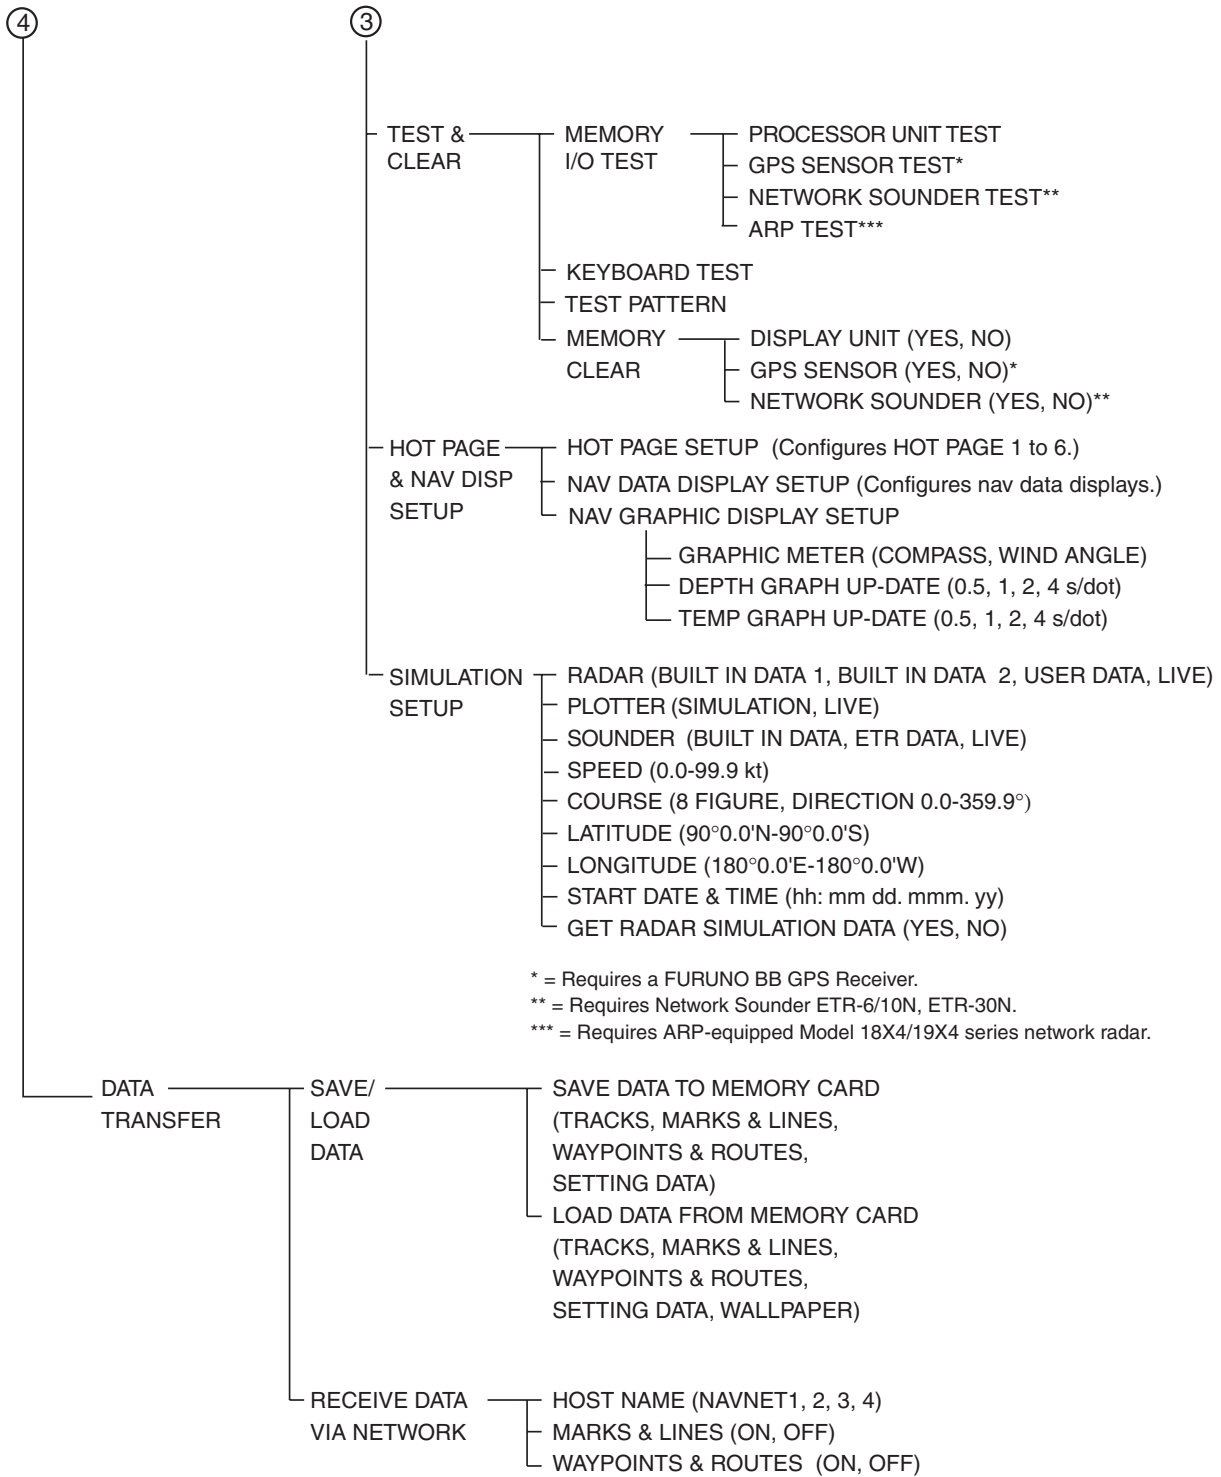 4
3
TEST & CLEAR
MEMORY I/O TEST
PROCESSOR UNIT TEST
GPS SENSOR TEST*
NETWORK SOUNDER TEST**
ARP TEST***
KEYBOARD TEST
TEST PATTERN
MEMORY CLEAR
DISPLAY UNIT (YES, NO)
GPS SENSOR (YES, NO)*
NETWORK SOUNDER (YES, NO)**
HOT PAGE & NAV DISP SETUP
HOT PAGE SETUP (Configures HOT PAGE 1 to 6.)
NAV DATA DISPLAY SETUP (Configures nav data displays.)
NAV GRAPHIC DISPLAY SETUP
GRAPHIC METER (COMPASS, WIND ANGLE)
DEPTH GRAPH UP-DATE (0.5, 1, 2, 4 s/dot)
TEMP GRAPH UP-DATE (0.5, 1, 2, 4 s/dot)
SIMULATION SETUP
RADAR (BUILT IN DATA 1, BUILT IN DATA 2, USER DATA, LIVE)
PLOTTER (SIMULATION, LIVE)
SOUNDER (BUILT IN DATA, ETR DATA, LIVE)
SPEED (0.0-99.9 kt)
COURSE (8 FIGURE, DIRECTION 0.0-359.9°)
LATITUDE (90°0.0'N-90°0.0'S)
LONGITUDE (180°0.0'E-180°0.0'W)
START DATE & TIME (hh: mm dd. mmm. yy)
GET RADAR SIMULATION DATA (YES, NO)
* = Requires a FURUNO BB GPS Receiver.
** = Requires Network Sounder ETR-6/10N, ETR-30N.
*** = Requires ARP-equipped Model 18X4/19X4 series network radar.
DATA TRANSFER
SAVE/ LOAD DATA
SAVE DATA TO MEMORY CARD
(TRACKS, MARKS & LINES,
WAYPOINTS & ROUTES,
SETTING DATA)
LOAD DATA FROM MEMORY CARD
(TRACKS, MARKS & LINES,
WAYPOINTS & ROUTES,
SETTING DATA, WALLPAPER)
RECEIVE DATA VIA NETWORK
HOST NAME (NAVNET1, 2, 3, 4)
MARKS & LINES (ON, OFF)
WAYPOINTS & ROUTES (ON, OFF)